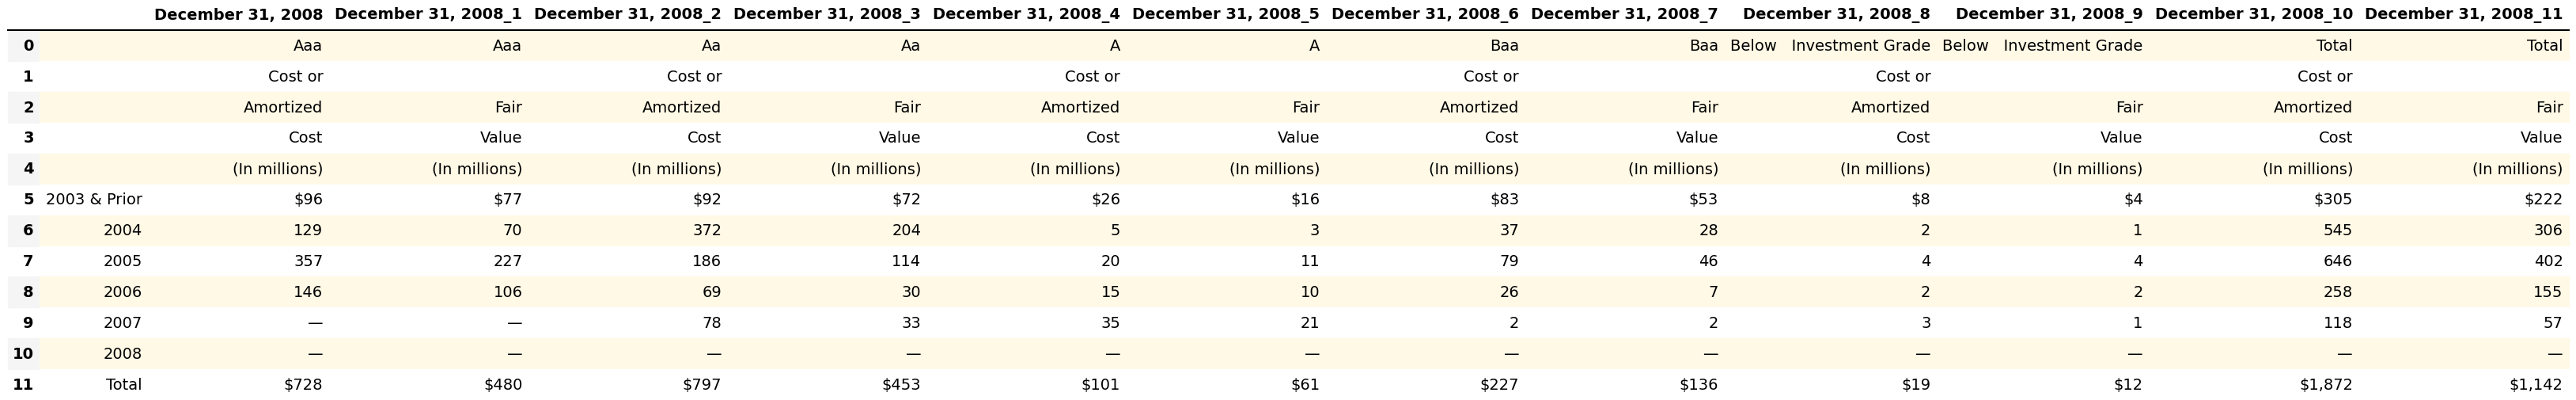 December 31, 2008 December 31, 2008_1 December 31, 2008_2 December 31, 2008_3 December 31, 2008_4 December 31, 2008_5 December 31, 2008_6 December 31, 2008_7 December 31, 2008_8 December 31, 2008_9 December 31, 2008_10 December 31, 2008_11
0 Aaa Aaa Aa Aa A A Baa Baa Below Investment Grade Below Investment Grade Total Total
1 Cost or Cost or Cost or Cost or Cost or Cost or
2 Amortized Fair Amortized Fair Amortized Fair Amortized Fair Amortized Fair Amortized Fair
3 Cost Value Cost Value Cost Value Cost Value Cost Value Cost Value
4 (In millions) (In millions) (In millions) (In millions) (In millions) (In millions) (In millions) (In millions) (In millions) (In millions) (In millions) (In millions)
5 2003 & Prior $96 $77 $92 $72 $26 $16 $83 $53 $8 $4 $305 $222
6 2004 129 70 372 204 5 3 37 28 2 1 545 306
7 2005 357 227 186 114 20 11 79 46 4 4 646 402
8 2006 146 106 69 30 15 10 26 7 2 2 258 155
9 2007 — — 78 33 35 21 2 2 3 1 118 57
10 2008 — — — — — — — — — — — —
11 Total $728 $480 $797 $453 $101 $61 $227 $136 $19 $12 $1,872 $1,142